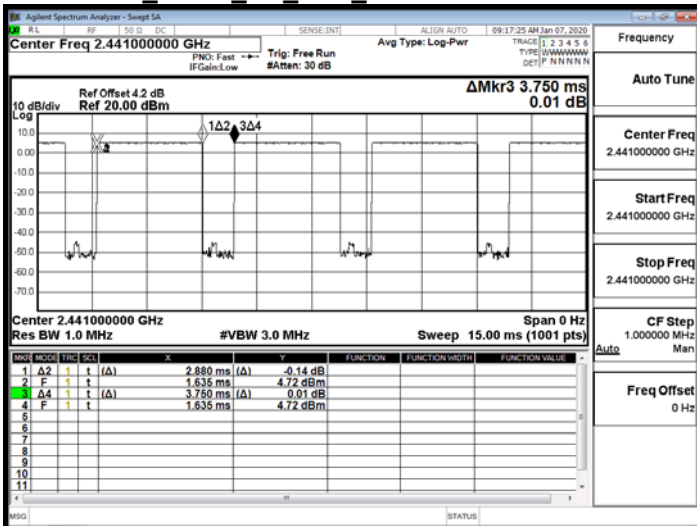 Agilent Spectrum Analyzer - Swept SA
RL RF 50 Ω DC SENSE:INT ALIGN AUTO 09:17:25 AM Jan 07, 2020
Center Freq 2.441000000 GHz
PNO: Fast
IFGain:Low
Trig: Free Run
#Atten: 30 dB
Avg Type: Log-Pwr
TRACE 1 2 3 4 5 6
TYPE WWWWWW
DET P N N N N N
ΔMkr3 3.750 ms
0.01 dB
Ref Offset 4.2 dB
10 dB/div Ref 20.00 dBm
Log
10.0
0.00
-10.0
-20.0
-30.0
-40.0
-50.0
-60.0
-70.0
1Δ2 3Δ4
Center 2.441000000 GHz Span 0 Hz
Res BW 1.0 MHz #VBW 3.0 MHz Sweep 15.00 ms (1001 pts)
MKR MODE TRC SCL X Y FUNCTION FUNCTION WIDTH FUNCTION VALUE
1 Δ2 1 t (Δ) 2.880 ms (Δ) -0.14 dB
2 F 1 t 1.635 ms 4.72 dBm
3 Δ4 1 t (Δ) 3.750 ms (Δ) 0.01 dB
4 F 1 t 1.635 ms 4.72 dBm
5
6
7
8
9
10
11
MSG STATUS
Frequency
Auto Tune
Center Freq
2.441000000 GHz
Start Freq
2.441000000 GHz
Stop Freq
2.441000000 GHz
CF Step
1.000000 MHz
Auto Man
Freq Offset
0 Hz